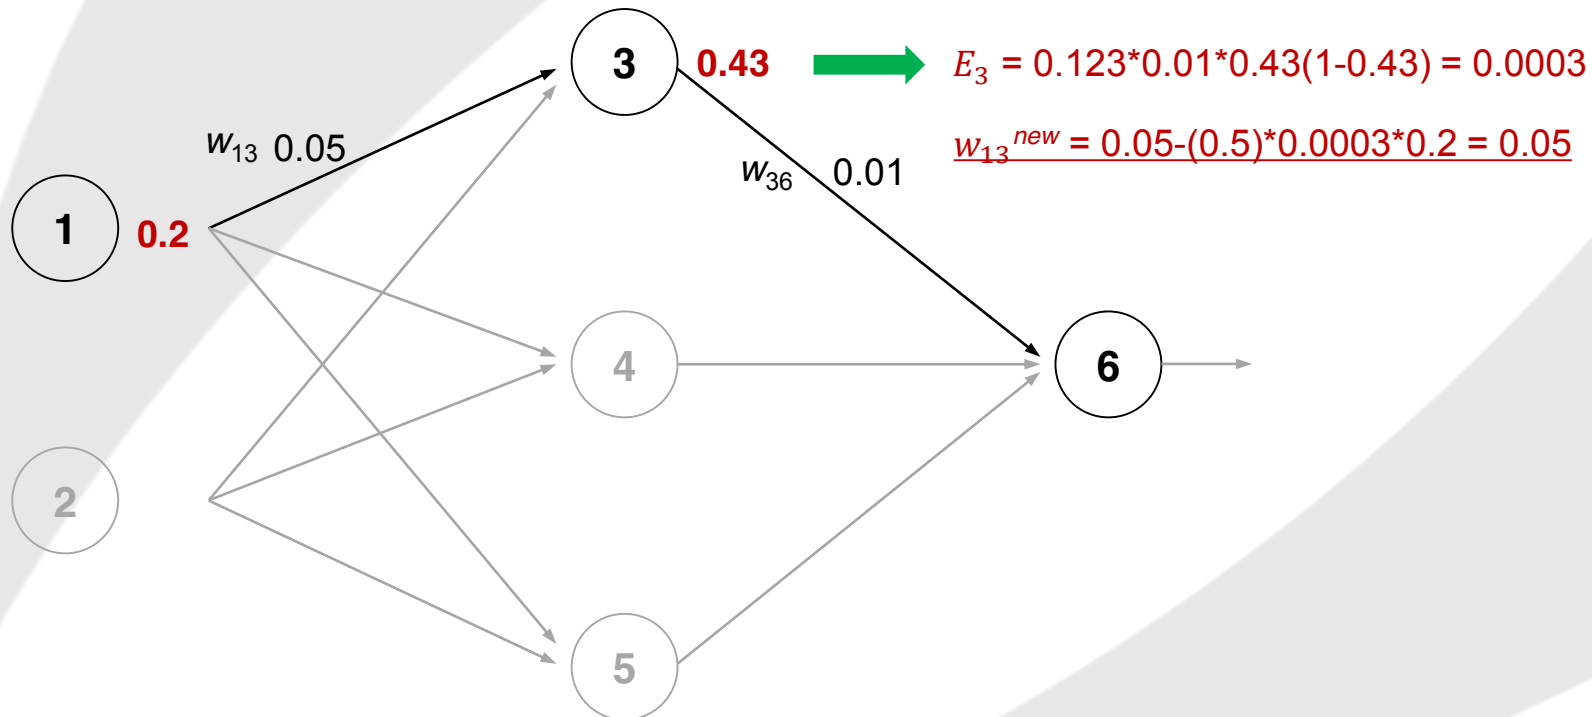 3 0.43 E₃ = 0.123*0.01*0.43(1-0.43) = 0.0003
w₁₃ 0.05
w₁₃ⁿᵉʷ = 0.05-(0.5)*0.0003*0.2 = 0.05
w₃₆ 0.01
1 0.2
4
6
2
5